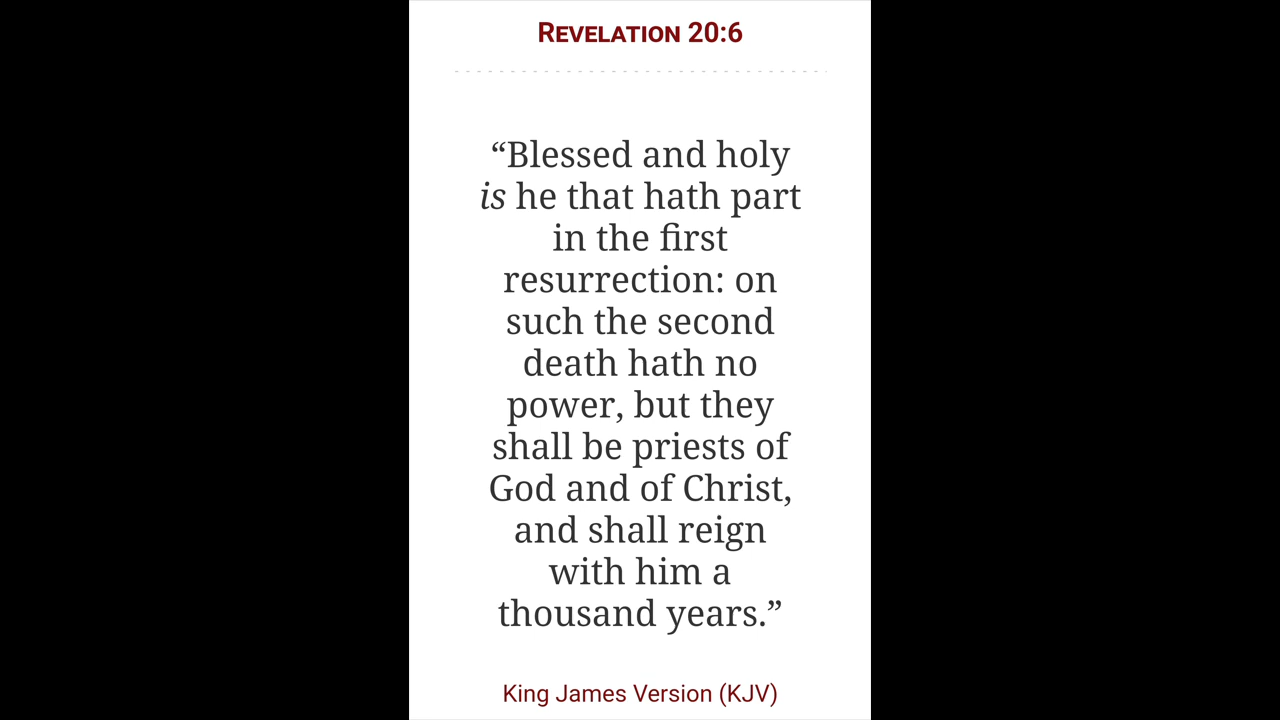 Revelation 20:6
“Blessed and holy
is he that hath part
in the first
resurrection: on
such the second
death hath no
power, but they
shall be priests of
God and of Christ,
and shall reign
with him a
thousand years.”
King James Version (KJV)